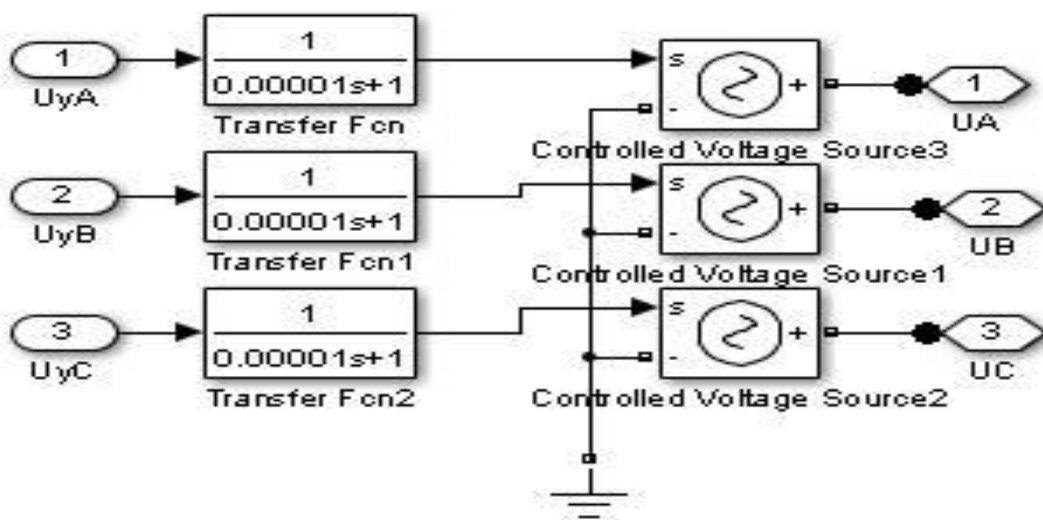 1
UyA
1
0.00001s+1
Transfer Fcn
s
-
+
Controlled Voltage Source3
1
UA
2
UyB
1
0.00001s+1
Transfer Fcn1
s
-
+
Controlled Voltage Source1
2
UB
3
UyC
1
0.00001s+1
Transfer Fcn2
s
-
+
Controlled Voltage Source2
3
UC